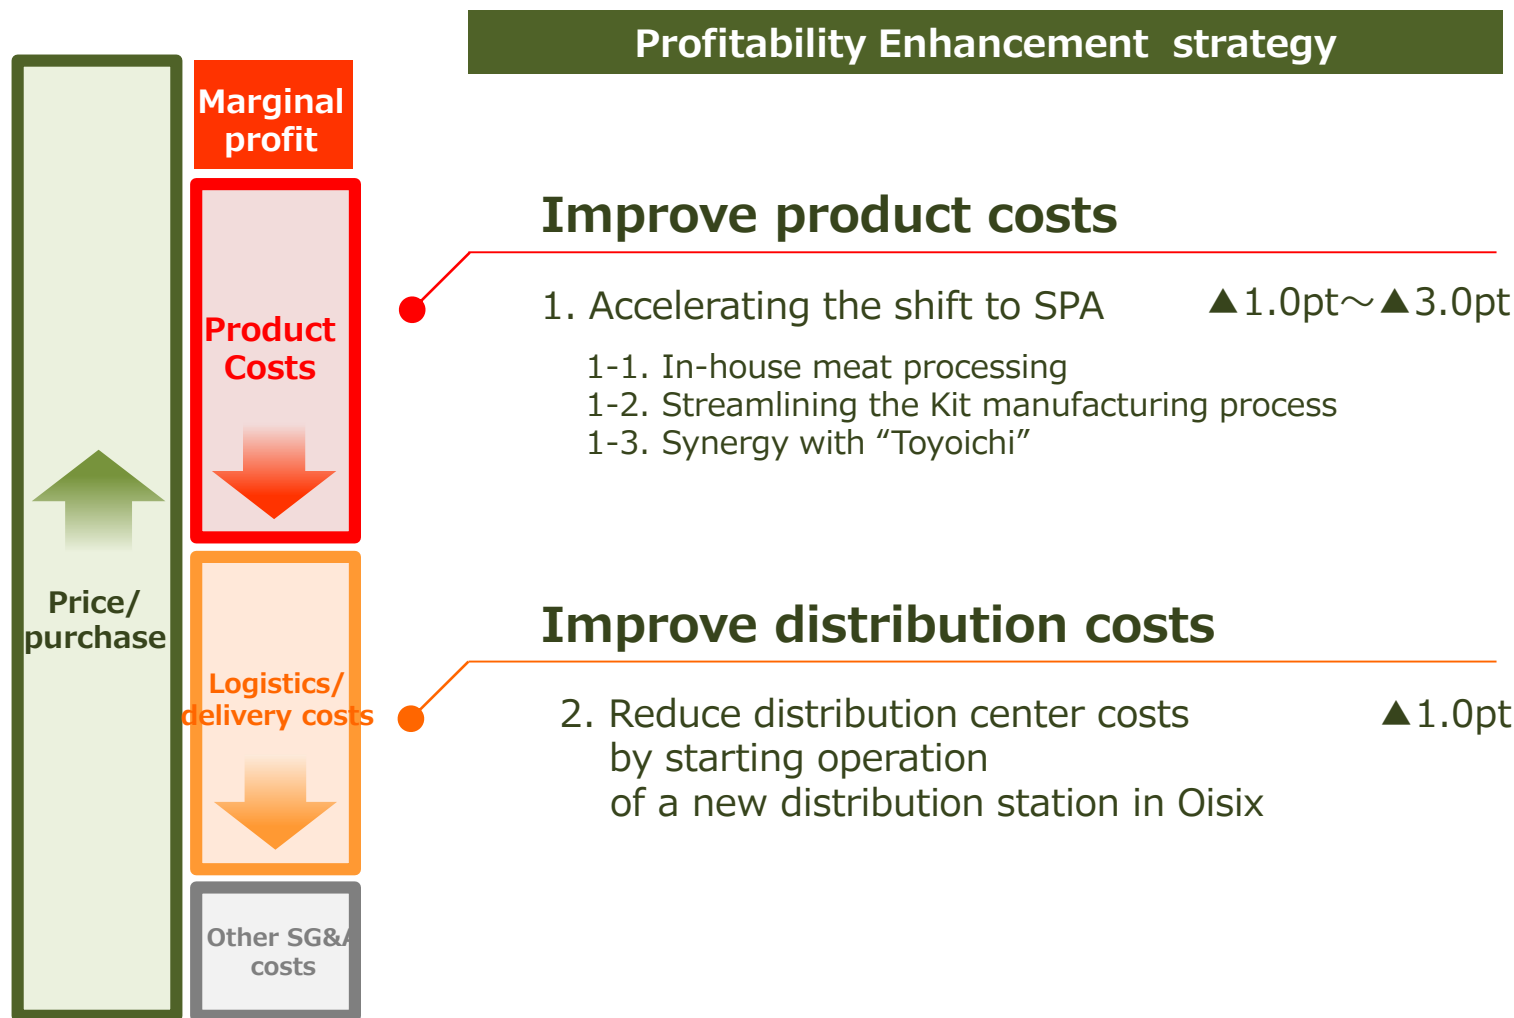 Profitability Enhancement strategy
Marginal
profit
Product
Costs
Price/
purchase
Logistics/
delivery costs
Other SG&A
costs
Improve product costs
1. Accelerating the shift to SPA ▲1.0pt～▲3.0pt
1-1. In-house meat processing
1-2. Streamlining the Kit manufacturing process
1-3. Synergy with “Toyoichi”
Improve distribution costs
2. Reduce distribution center costs ▲1.0pt
by starting operation
of a new distribution station in Oisix